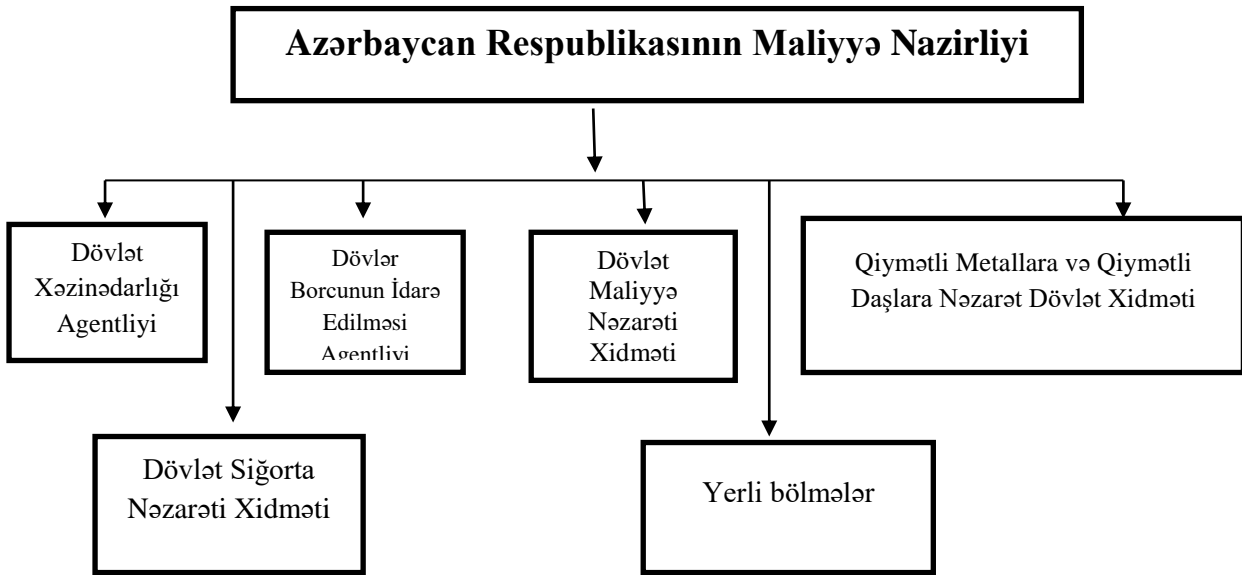 Azərbaycan Respublikasının Maliyyə Nazirliyi
Dövlət
Xəzinədarlığı
Agentliyi
Dövlər
Borcunun İdarə
Edilməsi
Agentliyi
Dövlət
Maliyyə
Nəzarəti
Xidməti
Qiymətli Metallara və Qiymətli
Daşlara Nəzarət Dövlət Xidməti
Dövlət Siğorta
Nəzarəti Xidməti
Yerli bölmələr